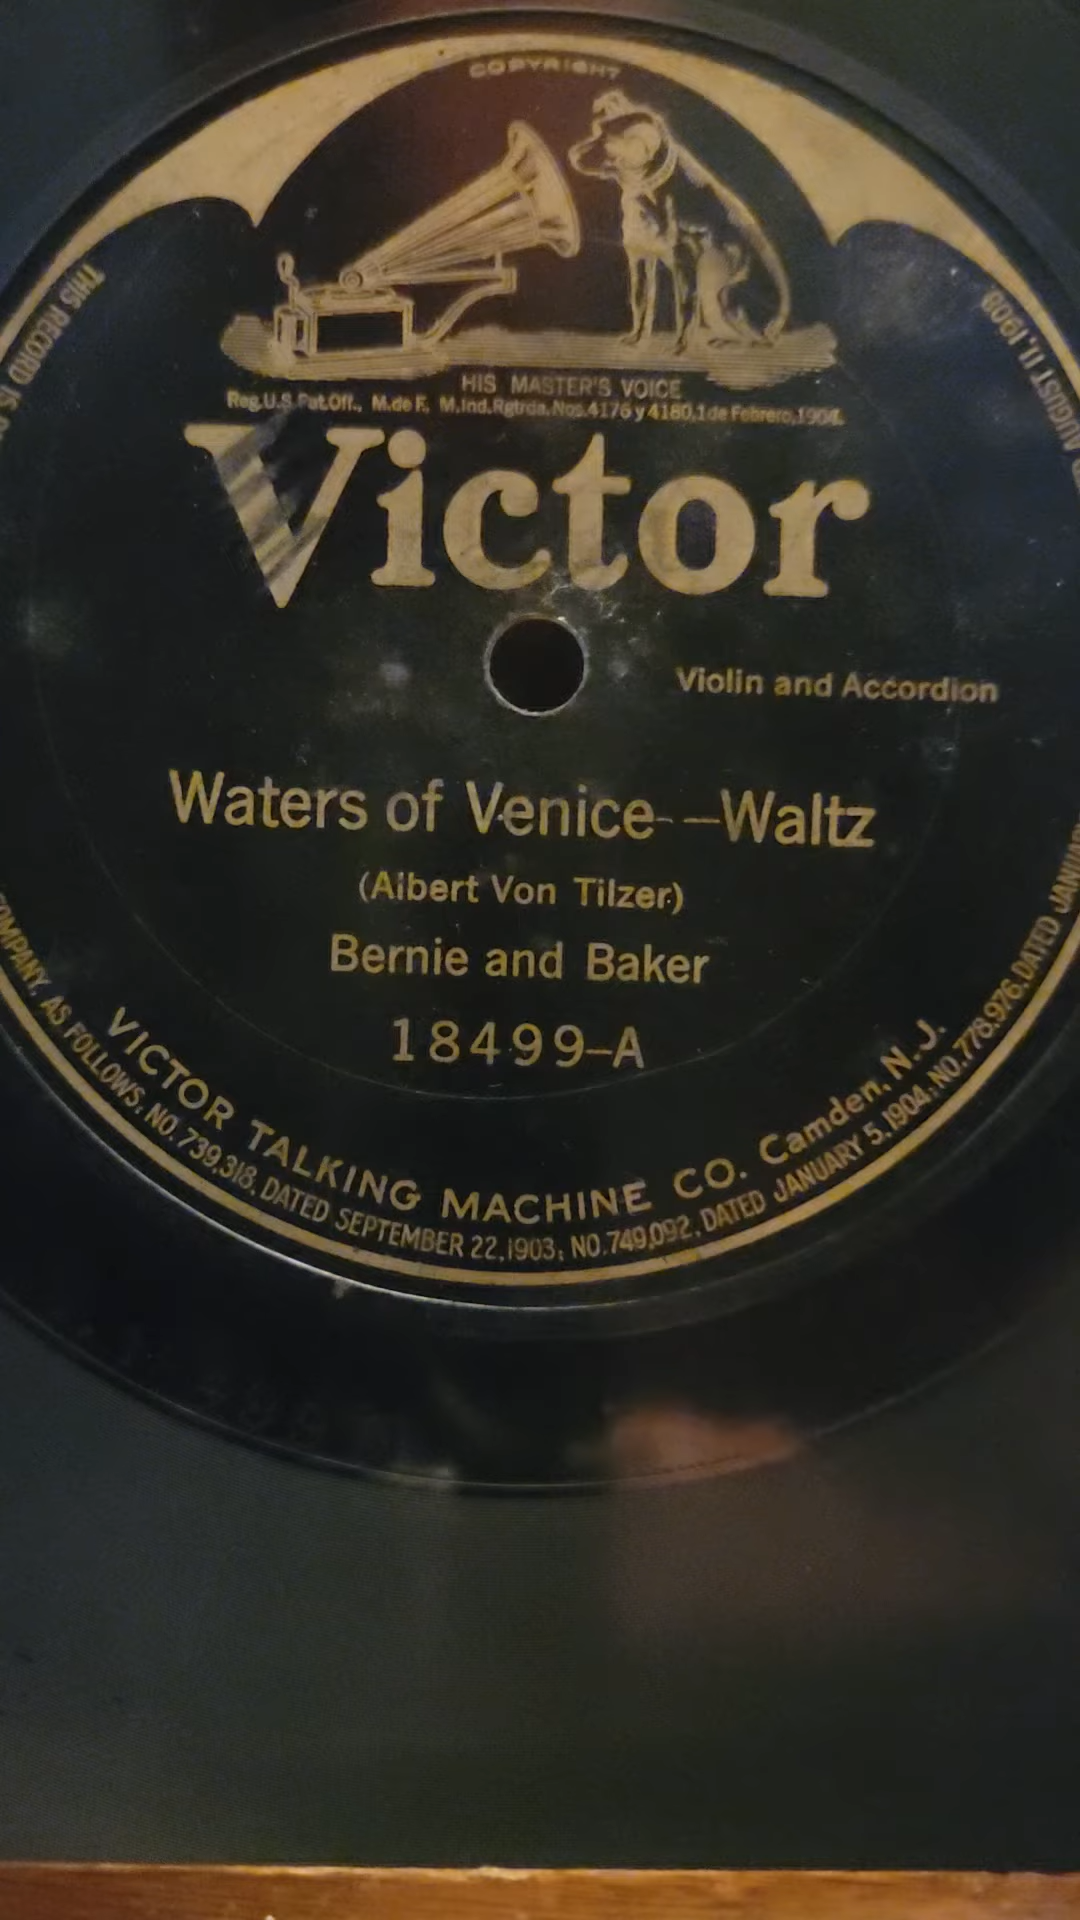 COPYRIGHT
HIS MASTER'S VOICE
Reg.U.S.Pat.Off., M.de F., M.Ind.Rgtrda.Nos.4176 y 4180,1 de Febrero,1904.
Victor
Violin and Accordion
Waters of Venice--Waltz
(Albert Von Tilzer)
Bernie and Baker
18499-A
VICTOR TALKING MACHINE CO. Camden, N.J.
THIS RECORD IS
COMPANY, AS FOLLOWS: NO. 739,318, DATED SEPTEMBER 22,1903; NO.749,092, DATED JANUARY 5,1904; NO.778,976,DATED
AUGUST 11, 1908